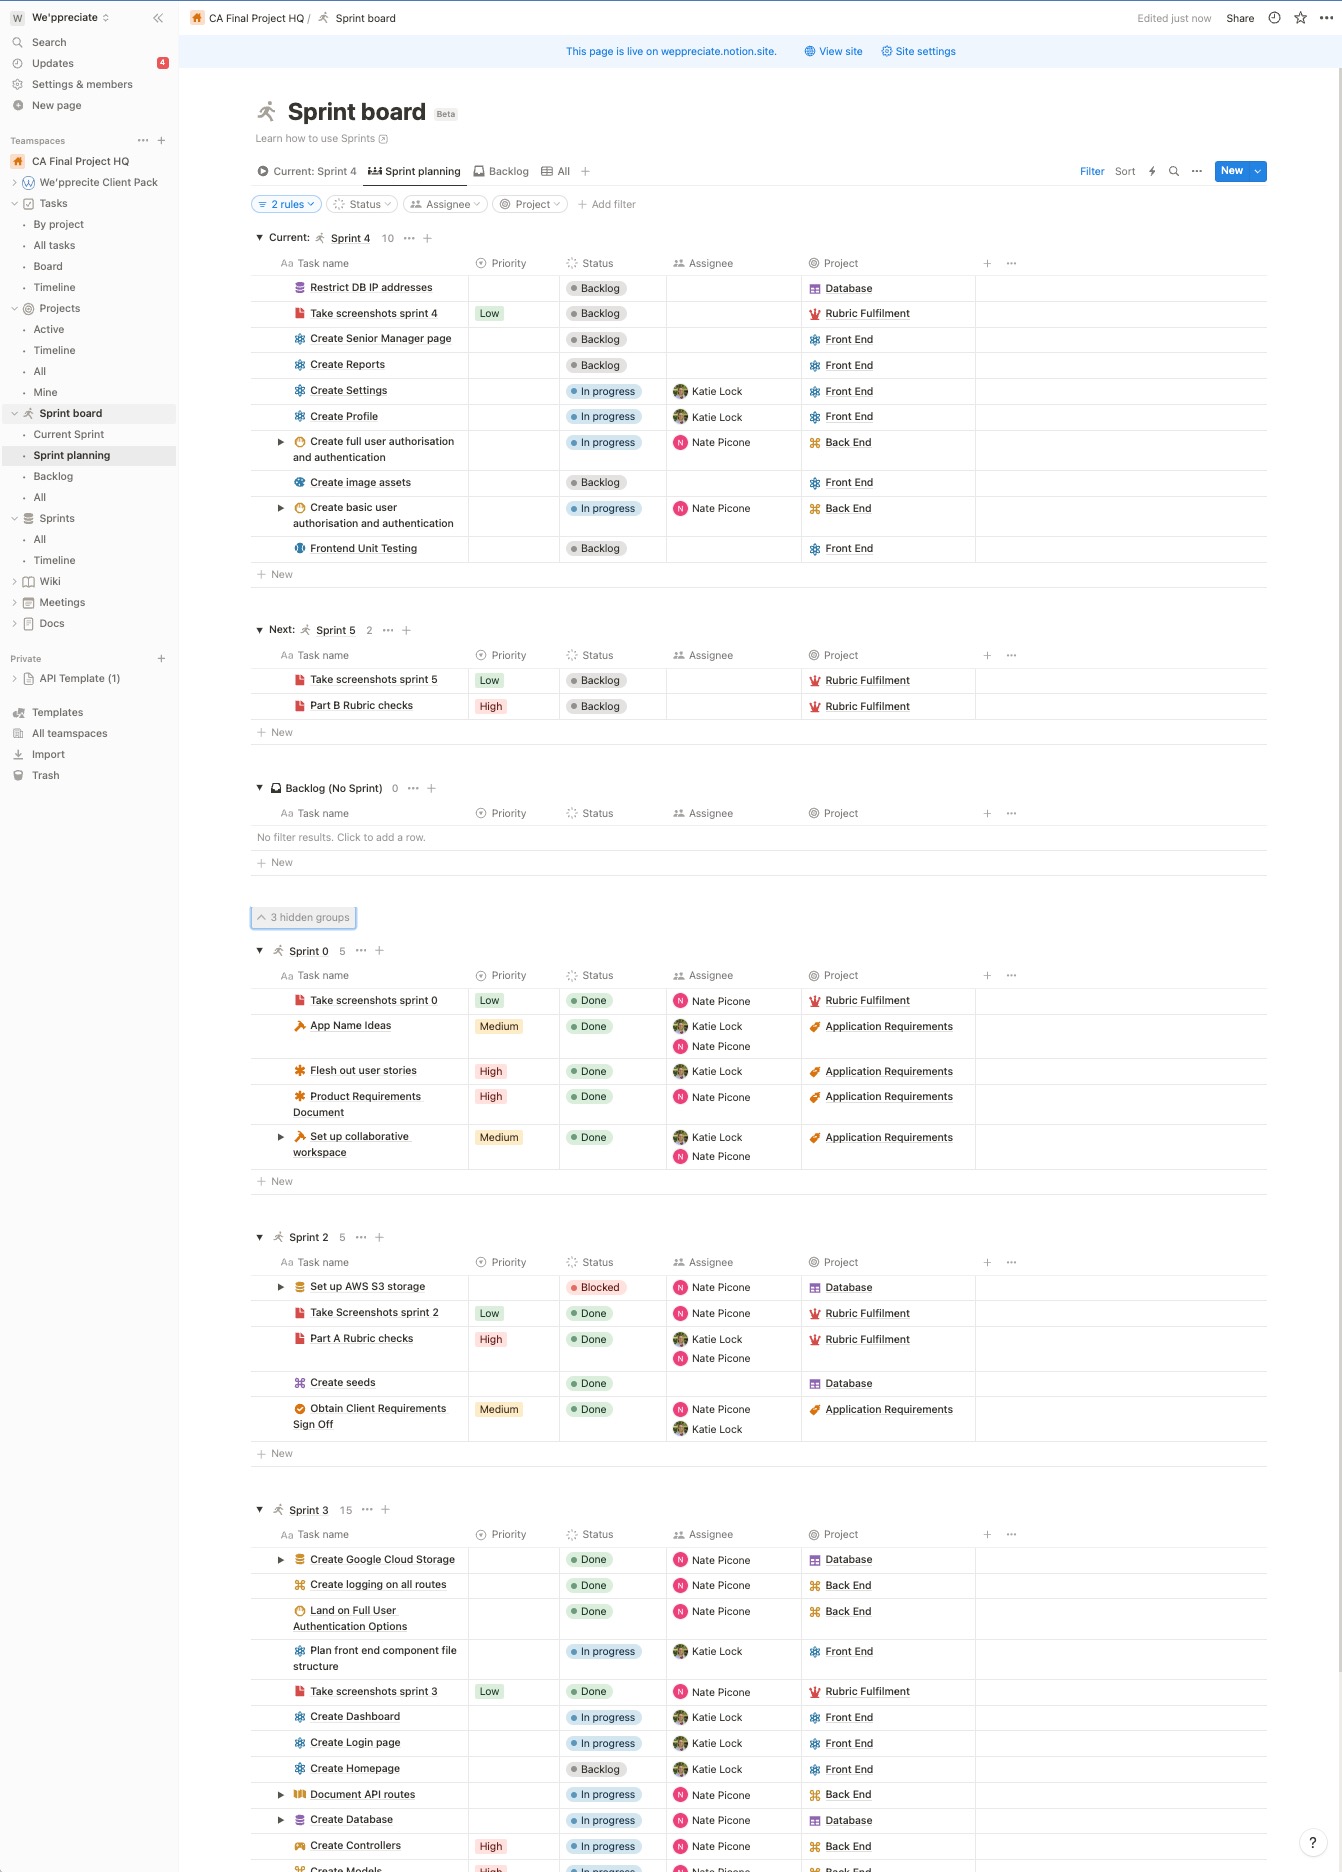 W We'ppreciate
Search
Updates 4
Settings & members
New page
Teamspaces
CA Final Project HQ
We'pprecite Client Pack
Tasks
By project
All tasks
Board
Timeline
Projects
Active
Timeline
All
Mine
Sprint board
Current Sprint
Sprint planning
Backlog
All
Sprints
All
Timeline
Wiki
Meetings
Docs
Private
API Template (1)
Templates
All teamspaces
Import
Trash
CA Final Project HQ / Sprint board
Edited just now Share
This page is live on weppreciate.notion.site. View site Site settings
Sprint board Beta
Learn how to use Sprints
Current: Sprint 4 Sprint planning Backlog All
Filter Sort New
2 rules Status Assignee Project Add filter
Current: Sprint 4 10
Aa Task name Priority Status Assignee Project
Restrict DB IP addresses Backlog Database
Take screenshots sprint 4 Low Backlog Rubric Fulfilment
Create Senior Manager page Backlog Front End
Create Reports Backlog Front End
Create Settings In progress Katie Lock Front End
Create Profile In progress Katie Lock Front End
Create full user authorisation In progress N Nate Picone Back End
and authentication
Create image assets Backlog Front End
Create basic user In progress N Nate Picone Back End
authorisation and authentication
Frontend Unit Testing Backlog Front End
New
Next: Sprint 5 2
Aa Task name Priority Status Assignee Project
Take screenshots sprint 5 Low Backlog Rubric Fulfilment
Part B Rubric checks High Backlog Rubric Fulfilment
New
Backlog (No Sprint) 0
Aa Task name Priority Status Assignee Project
No filter results. Click to add a row.
New
3 hidden groups
Sprint 0 5
Aa Task name Priority Status Assignee Project
Take screenshots sprint 0 Low Done N Nate Picone Rubric Fulfilment
App Name Ideas Medium Done Katie Lock Application Requirements
N Nate Picone
Flesh out user stories High Done Katie Lock Application Requirements
Product Requirements High Done N Nate Picone Application Requirements
Document
Set up collaborative Medium Done Katie Lock Application Requirements
workspace N Nate Picone
New
Sprint 2 5
Aa Task name Priority Status Assignee Project
Set up AWS S3 storage Blocked N Nate Picone Database
Take Screenshots sprint 2 Low Done N Nate Picone Rubric Fulfilment
Part A Rubric checks High Done Katie Lock Rubric Fulfilment
N Nate Picone
Create seeds Done Database
Obtain Client Requirements Medium Done N Nate Picone Application Requirements
Sign Off Katie Lock
New
Sprint 3 15
Aa Task name Priority Status Assignee Project
Create Google Cloud Storage Done N Nate Picone Database
Create logging on all routes Done N Nate Picone Back End
Land on Full User Done N Nate Picone Back End
Authentication Options
Plan front end component file In progress Katie Lock Front End
structure
Take screenshots sprint 3 Low Done N Nate Picone Rubric Fulfilment
Create Dashboard In progress Katie Lock Front End
Create Login page In progress Katie Lock Front End
Create Homepage Backlog Katie Lock Front End
Document API routes In progress N Nate Picone Back End
Create Database In progress N Nate Picone Database
Create Controllers High In progress N Nate Picone Back End
Create Models High In progress Nate Picone Back End
?